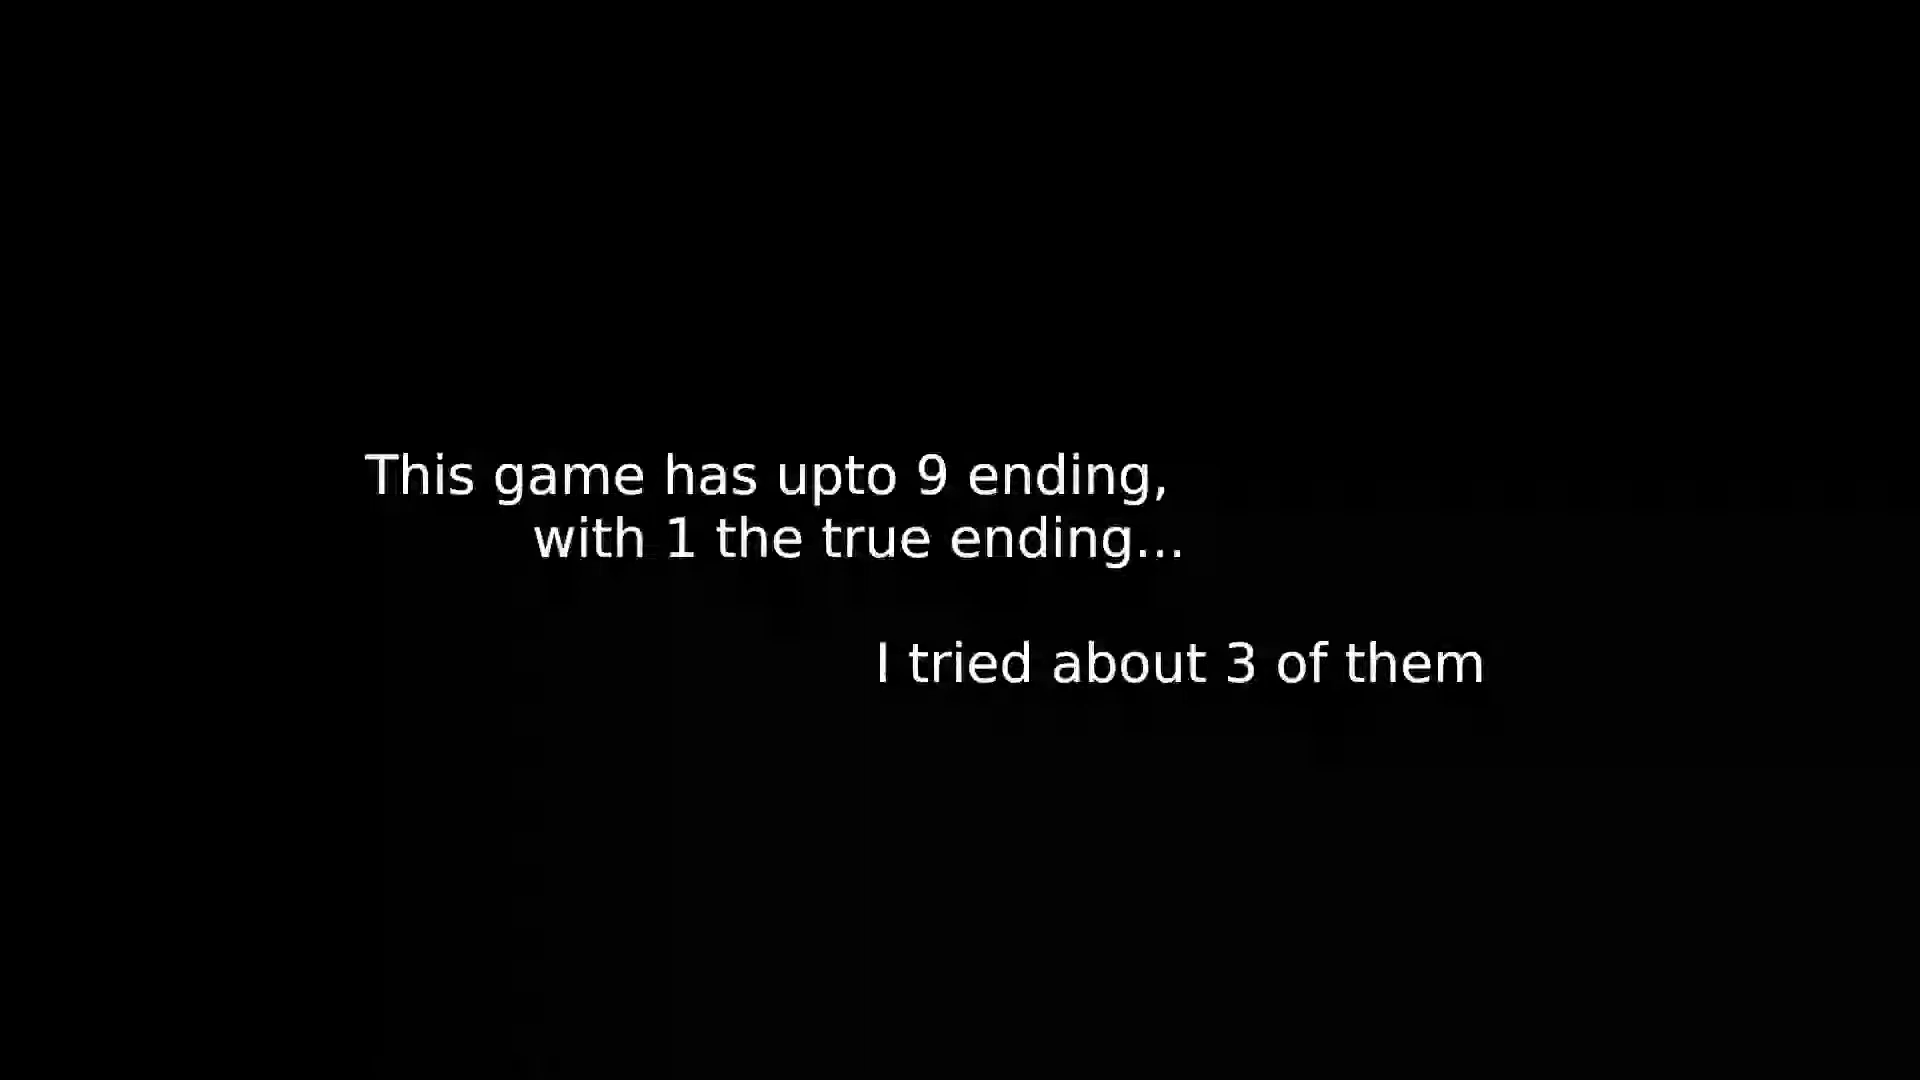 This game has upto 9 ending,
with 1 the true ending...
I tried about 3 of them